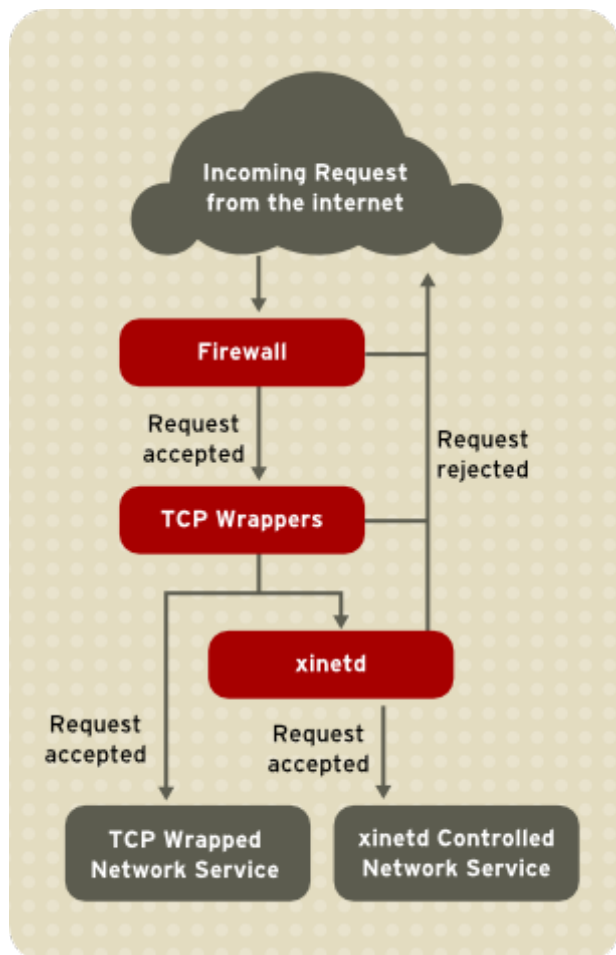 Incoming Request
from the internet
Firewall
Request
accepted
Request
rejected
TCP Wrappers
xinetd
Request
accepted
Request
accepted
TCP Wrapped
Network Service
xinetd Controlled
Network Service